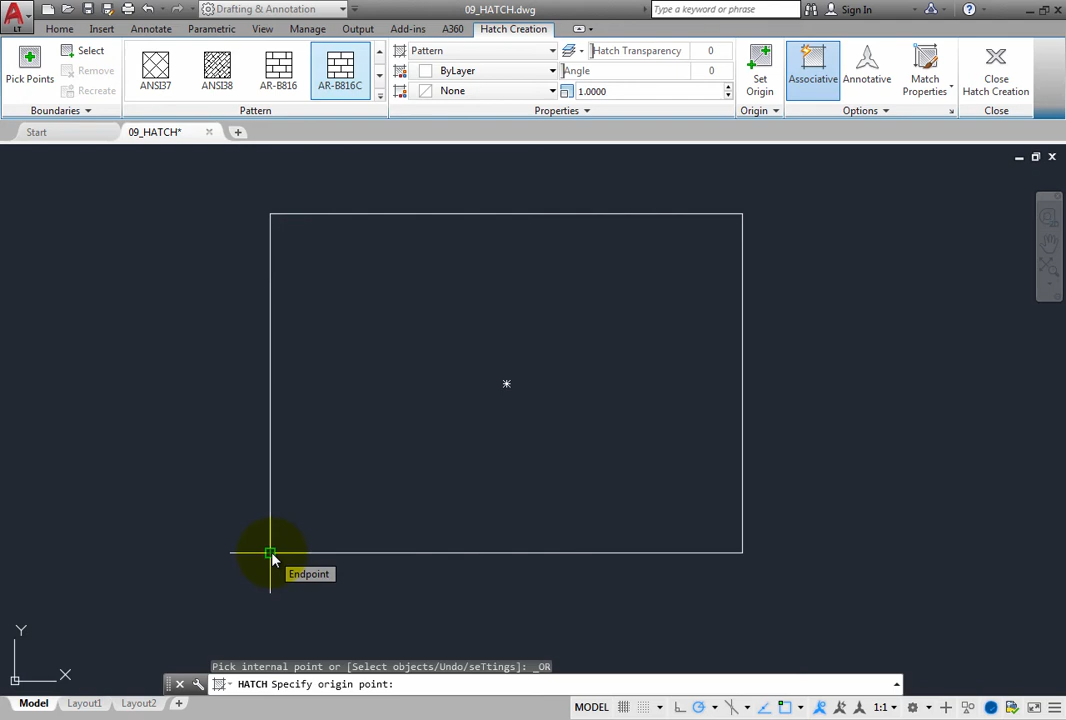 Drafting & Annotation
09_HATCH.dwg
Type a keyword or phrase
Sign In
A
LT
Home
Insert
Annotate
Parametric
View
Manage
Output
Add-ins
A360
Hatch Creation
Pick Points
Select
Remove
Recreate
Boundaries
ANSI37
ANSI38
AR-B816
AR-B816C
Pattern
Pattern
ByLayer
None
Hatch Transparency
0
Angle
0
1.0000
Properties
Set
Origin
Origin
Associative
Annotative
Match
Properties
Options
Close
Hatch Creation
Close
Start
09_HATCH*
Endpoint
Y
X
Pick internal point or [Select objects/Undo/seTtings]: _OR
HATCH Specify origin point:
Model
Layout1
Layout2
MODEL
1:1